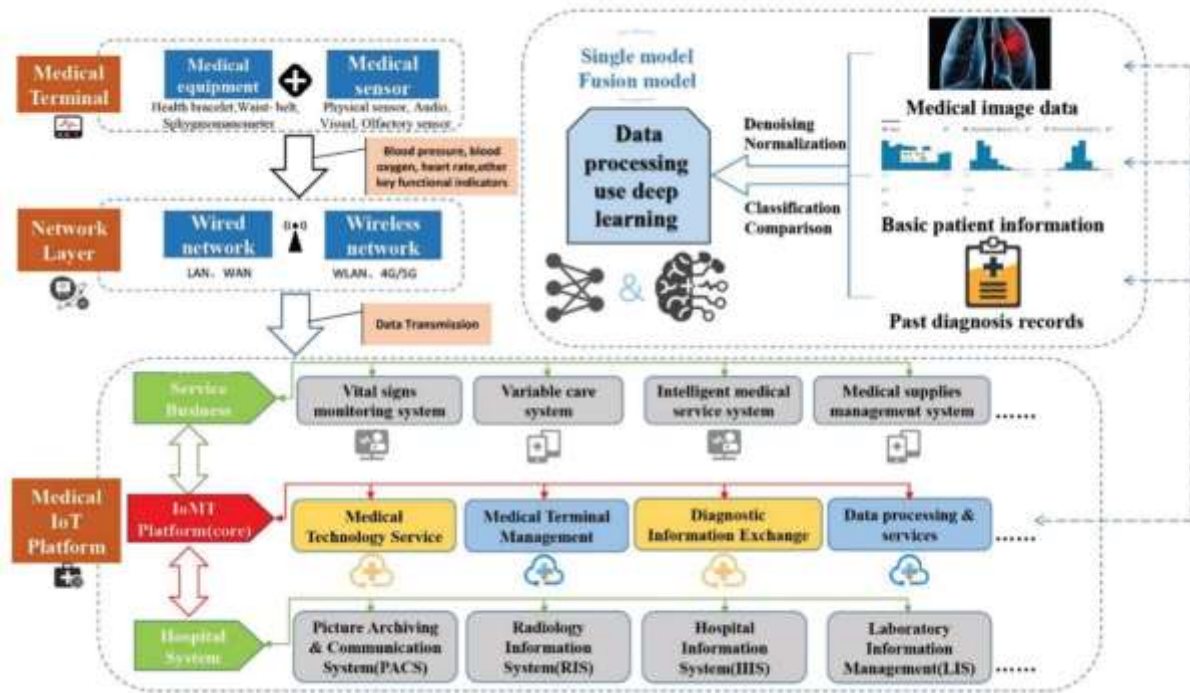 Medical
Terminal
Medical
equipment
Health bracelet,Waist- belt,
Sphygmomanometer
Medical
sensor
Physical sensor, Audio,
Visual, Olfactory sensor
Blood pressure, blood
oxygen, heart rate,other
key functional indicators
Network
Layer
Wired
network
LAN、WAN
Wireless
network
WLAN、4G/5G
Data Transmission
Single model
Fusion model
Data
processing
use deep
learning
&
Denoising
Normalization
Classification
Comparison
Medical image data
Basic patient information
Past diagnosis records
Medical
IoT
Platform
Service
Business
Vital signs
monitoring system
Variable care
system
Intelligent medical
service system
Medical supplies
management system
......
IoMT
Platform(core)
Medical
Technology Service
Medical Terminal
Management
Diagnostic
Information Exchange
Data processing &
services
......
Hospital
System
Picture Archiving
& Communication
System(PACS)
Radiology
Information
System(RIS)
Hospital
Information
System(HIS)
Laboratory
Information
Management(LIS)
......